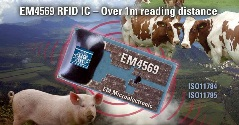 EM4569 RFID IC – Over 1m reading distance
EM4569
EM Microelectronic
ISO11784
ISO11785